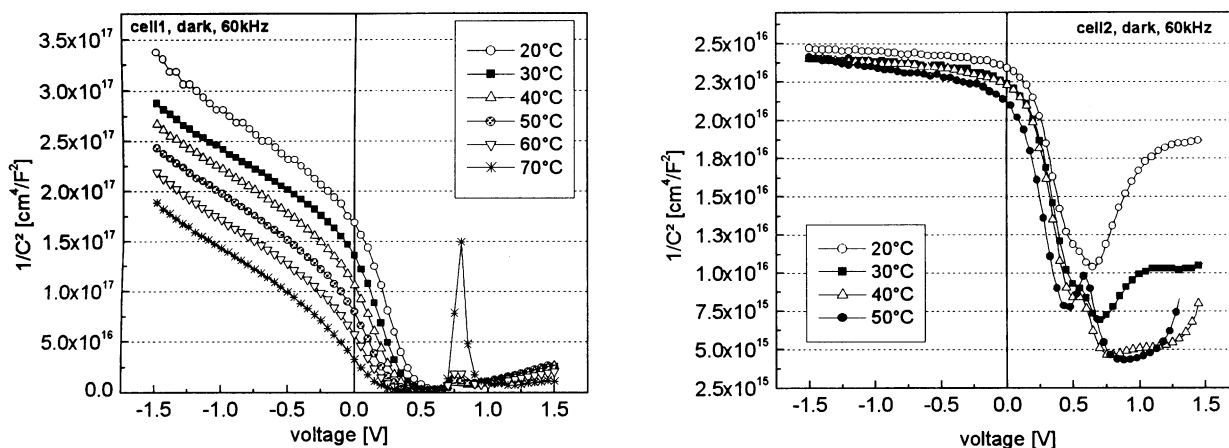 cell1, dark, 60kHz
3.5x10^17
3.0x10^17
2.5x10^17
2.0x10^17
1.5x10^17
1.0x10^17
5.0x10^16
0.0
1/C² [cm⁴/F²]
20°C
30°C
40°C
50°C
60°C
70°C
-1.5 -1.0 -0.5 0.0 0.5 1.0 1.5
voltage [V]
cell2, dark, 60kHz
2.5x10^16
2.3x10^16
2.0x10^16
1.8x10^16
1.5x10^16
1.3x10^16
1.0x10^16
7.5x10^15
5.0x10^15
2.5x10^15
1/C² [cm⁴/F²]
20°C
30°C
40°C
50°C
-1.5 -1.0 -0.5 0.0 0.5 1.0 1.5
voltage [V]